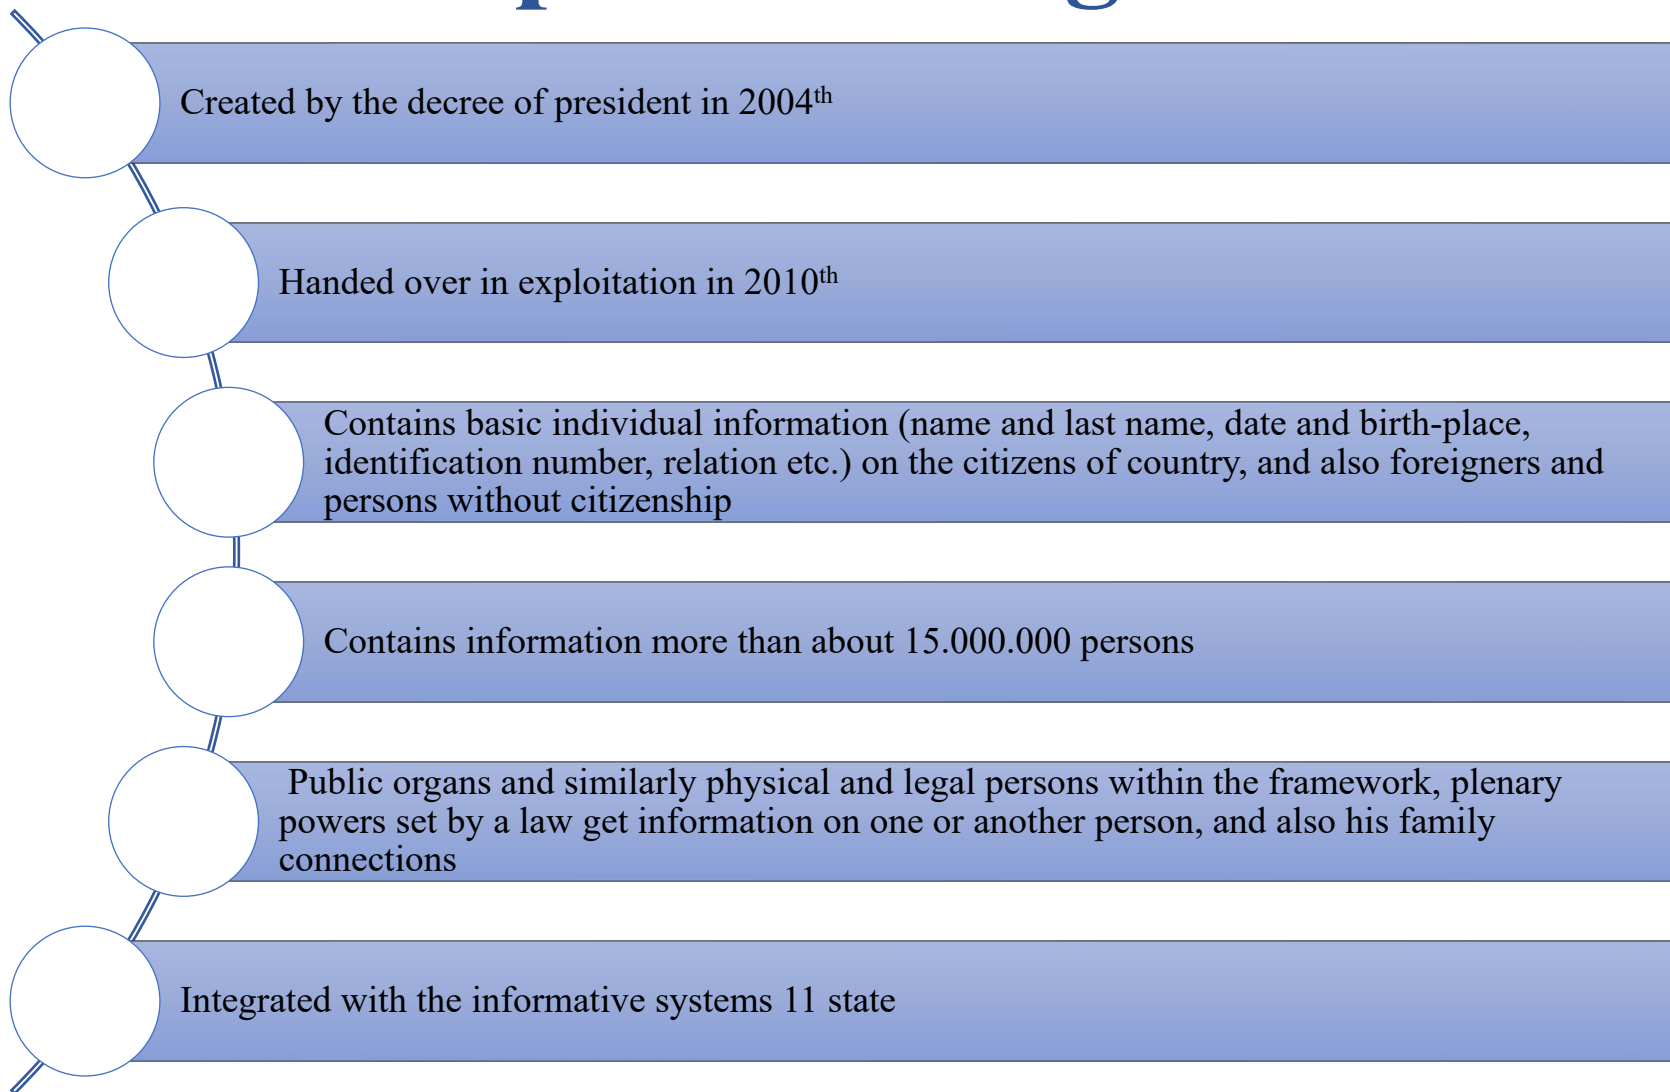 Created by the decree of president in 2004th
Handed over in exploitation in 2010th
Contains basic individual information (name and last name, date and birth-place,
identification number, relation etc.) on the citizens of country, and also foreigners and
persons without citizenship
Contains information more than about 15.000.000 persons
Public organs and similarly physical and legal persons within the framework, plenary
powers set by a law get information on one or another person, and also his family
connections
Integrated with the informative systems 11 state